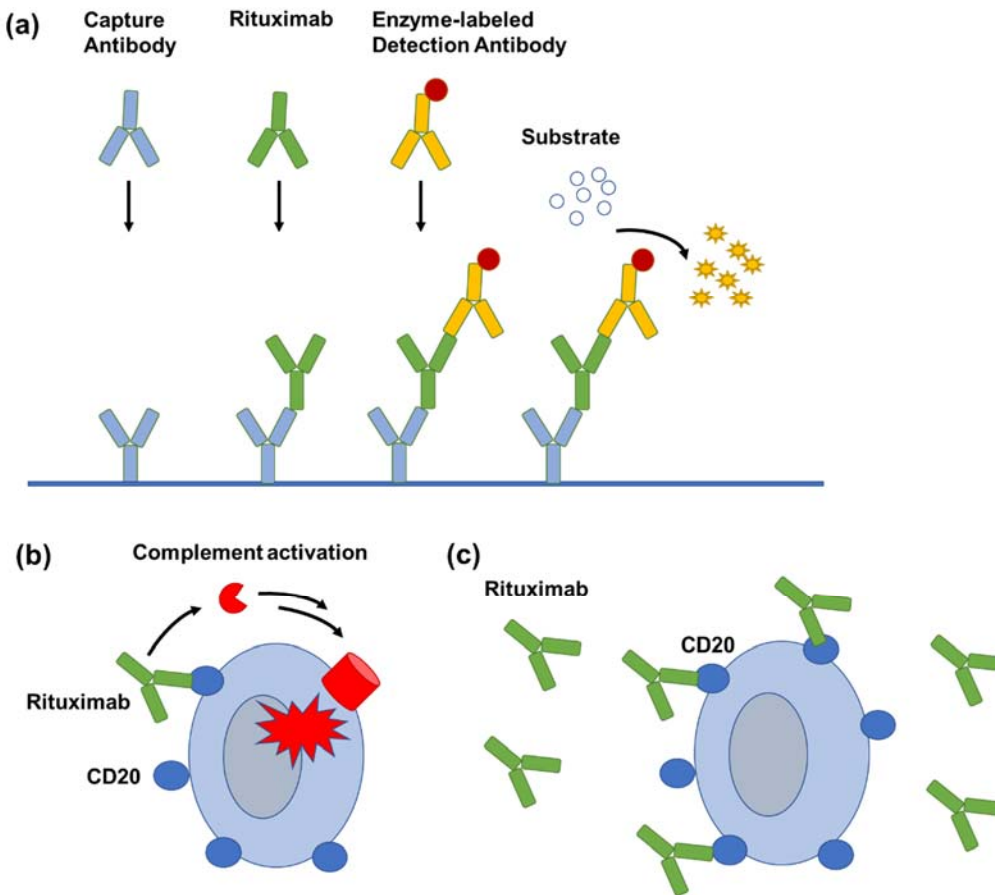 (a)
Capture
Antibody
Rituximab
Enzyme-labeled
Detection Antibody
Substrate
(b)
Complement activation
Rituximab
CD20
(c)
Rituximab
CD20